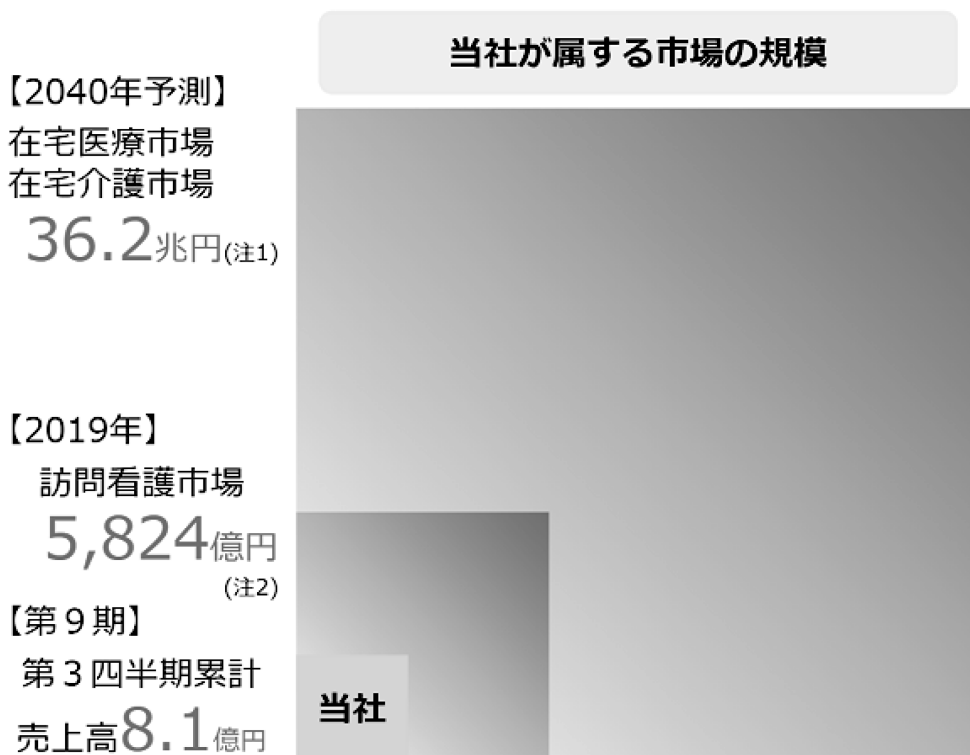 当社が属する市場の規模
【2040年予測】
在宅医療市場
在宅介護市場
36.2兆円(注1)
【2019年】
訪問看護市場
5,824億円
(注2)
【第９期】
第３四半期累計
売上高8.1億円
当社